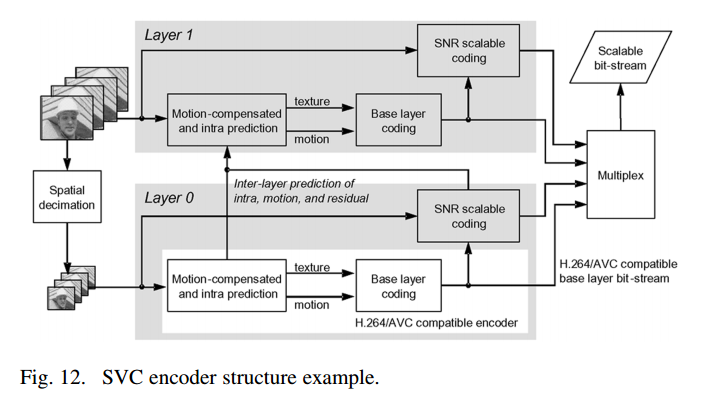 Layer 1
SNR scalable
coding
Scalable
bit-stream
Motion-compensated
and intra prediction
texture
motion
Base layer
coding
Multiplex
Spatial
decimation
Inter-layer prediction of
intra, motion, and residual
Layer 0
SNR scalable
coding
Motion-compensated
and intra prediction
texture
motion
Base layer
coding
H.264/AVC compatible encoder
H.264/AVC compatible
base layer bit-stream
Fig. 12. SVC encoder structure example.